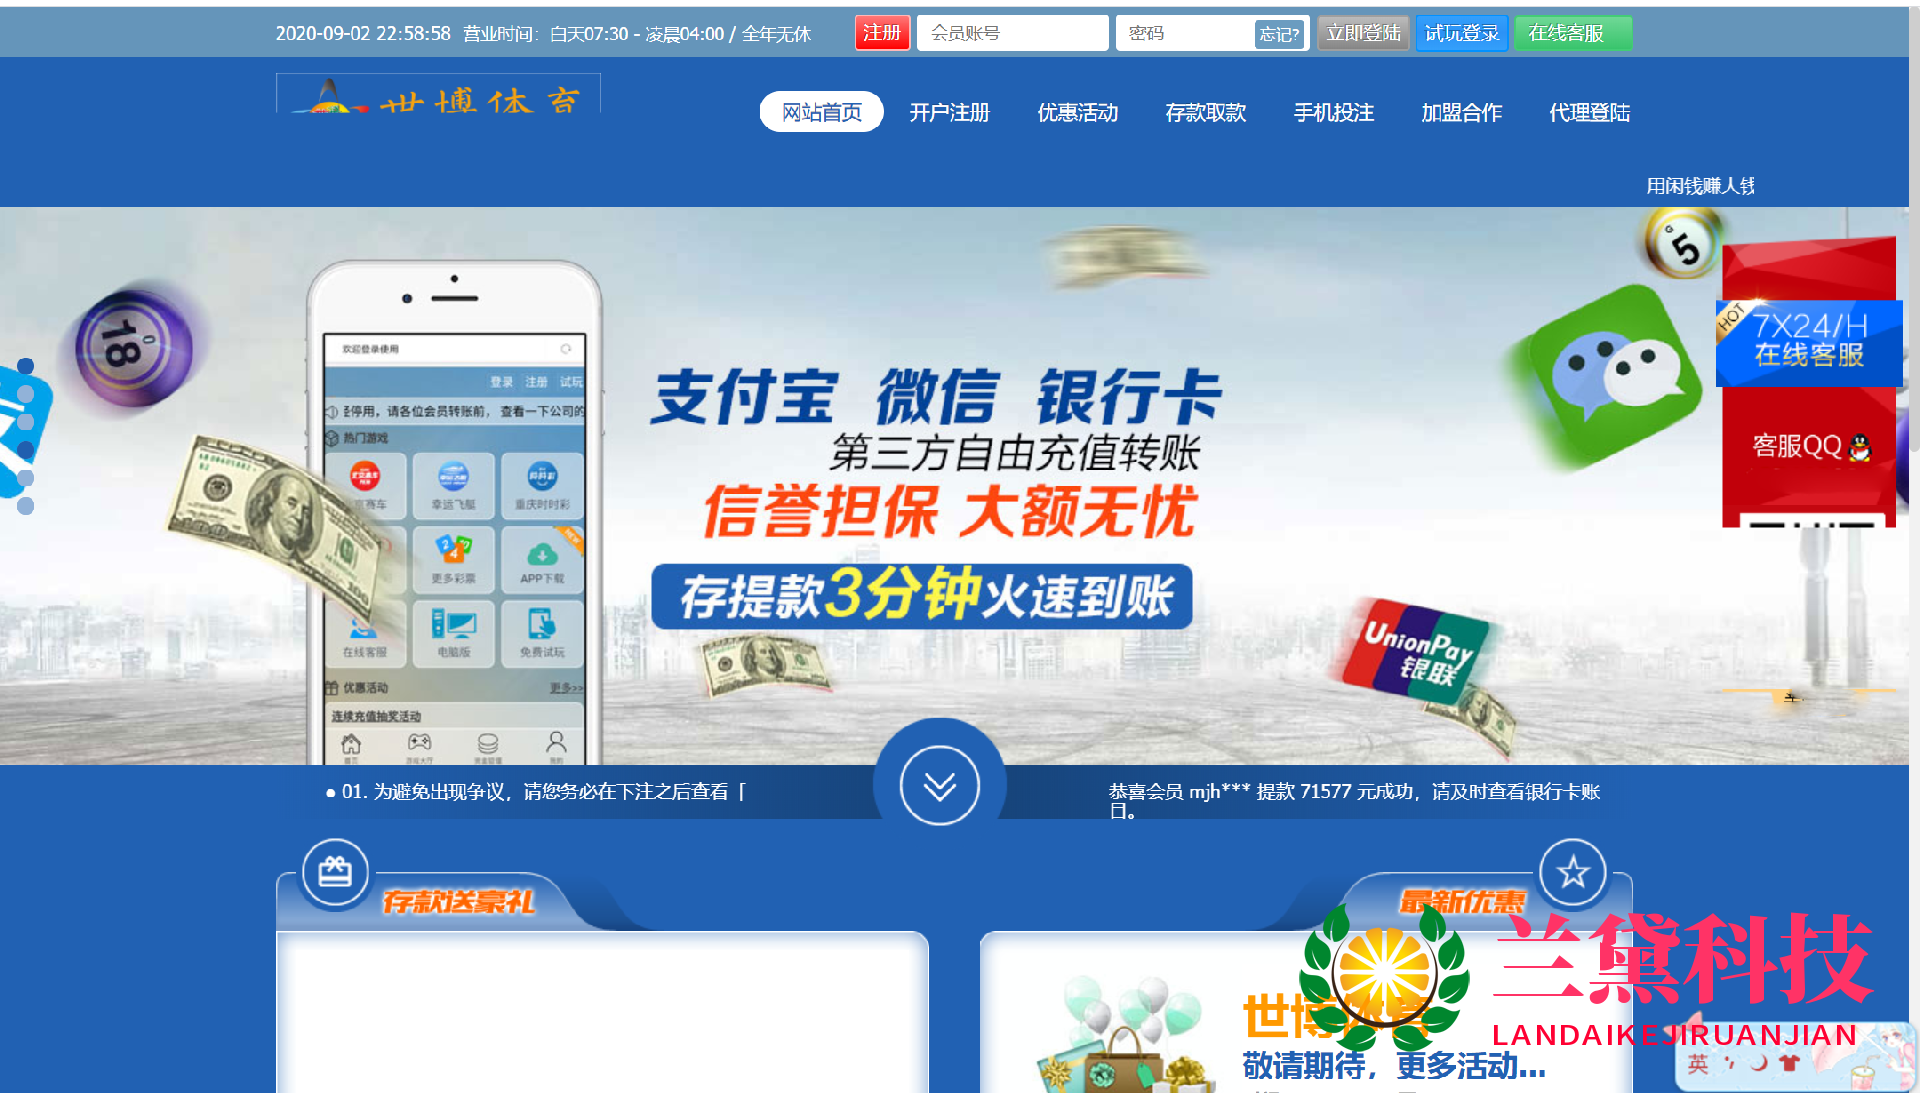 2020-09-02 22:58:58 营业时间：白天07:30 - 凌晨04:00 / 全年无休
注册
会员账号
密码
忘记?
立即登陆
试玩登录
在线客服
世博体育
网站首页
开户注册
优惠活动
存款取款
手机投注
加盟合作
代理登陆
用闲钱赚人钱
18
5
欢迎登录使用
登录 注册 试玩
停用，请各位会员转账前， 查看一下公司的
热门游戏
幸运飞艇
重庆时时彩
更多彩票
APP下载
在线客服
电脑版
免费试玩
优惠活动
更多>>
连续充值抽奖活动
支付宝 微信 银行卡
第三方自由充值转账
信誉担保 大额无忧
存提款3分钟火速到账
UnionPay
银联
HOT
7X24/H
在线客服
客服QQ
● 01. 为避免出现争议，请您务必在下注之后查看「
恭喜会员 mjh*** 提款 71577 元成功，请及时查看银行卡账
存款送豪礼
最新优惠
世博体育
敬请期待，更多活动...
兰黛科技
LANDAIKEJIRUANJIAN
英